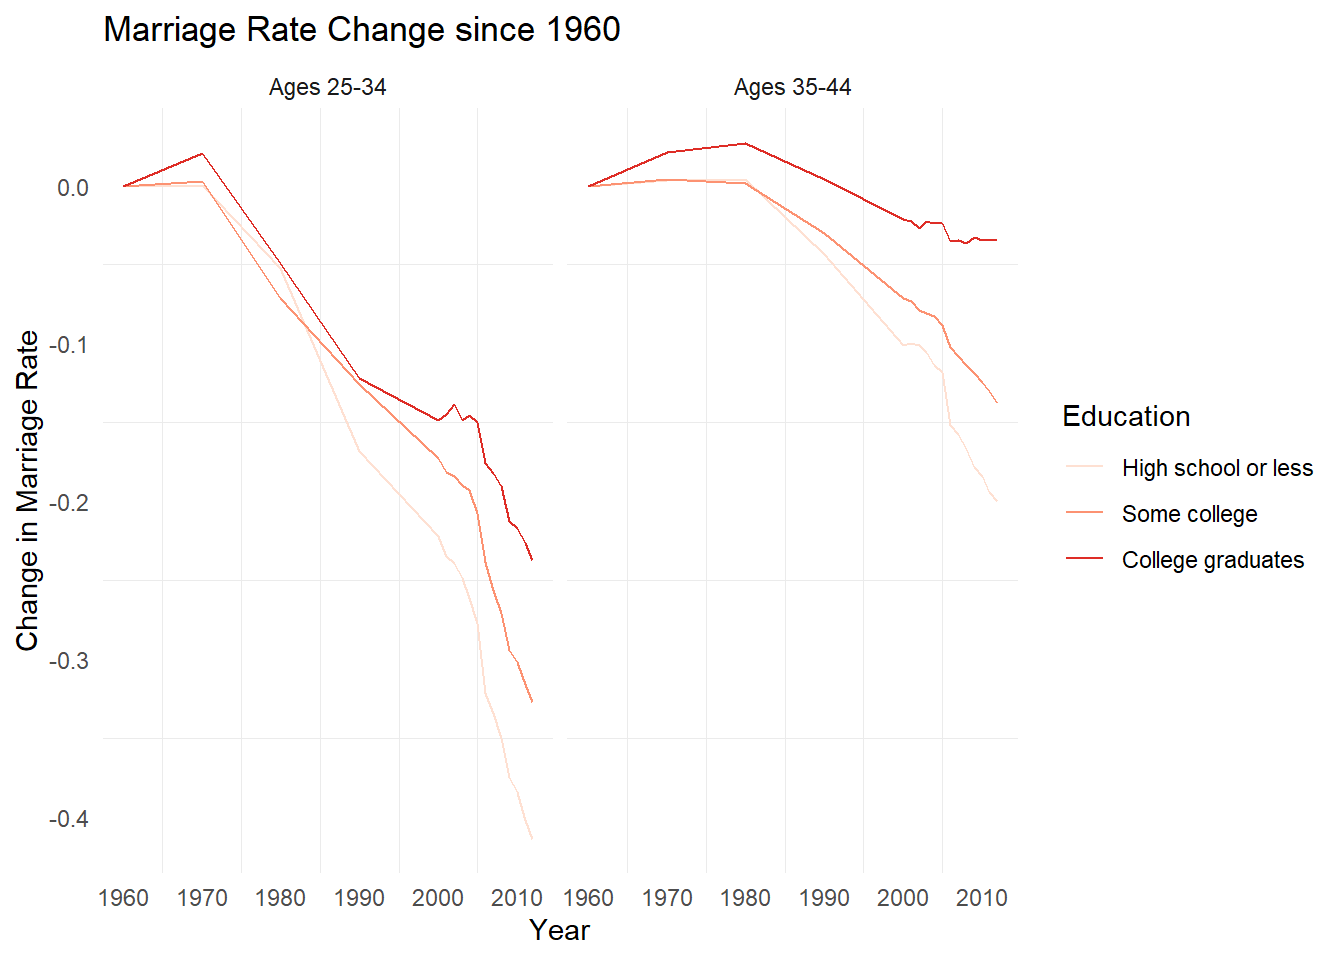 Marriage Rate Change since 1960
Ages 25-34
Ages 35-44
0.0
-0.1
-0.2
-0.3
-0.4
Change in Marriage Rate
1960 1970 1980 1990 2000 2010
1960 1970 1980 1990 2000 2010
Year
Education
High school or less
Some college
College graduates